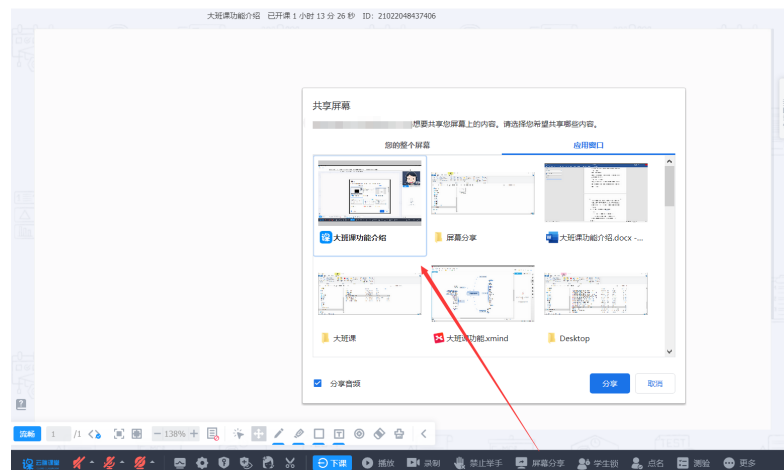 大班课功能介绍 已开课 1 小时 13 分 26 秒 ID: 21022048437406
共享屏幕
想要共享您屏幕上的内容。请选择您希望共享哪些内容。
您的整个屏幕 应用窗口
大班课功能介绍 屏幕分享 大班课功能介绍.docx -...
大班课 大班课功能.xmind Desktop
分享音频 分享 取消
流畅 1 /1 138%
下课 播放 录制 禁止举手 屏幕分享 学生锁 点名 测验 更多